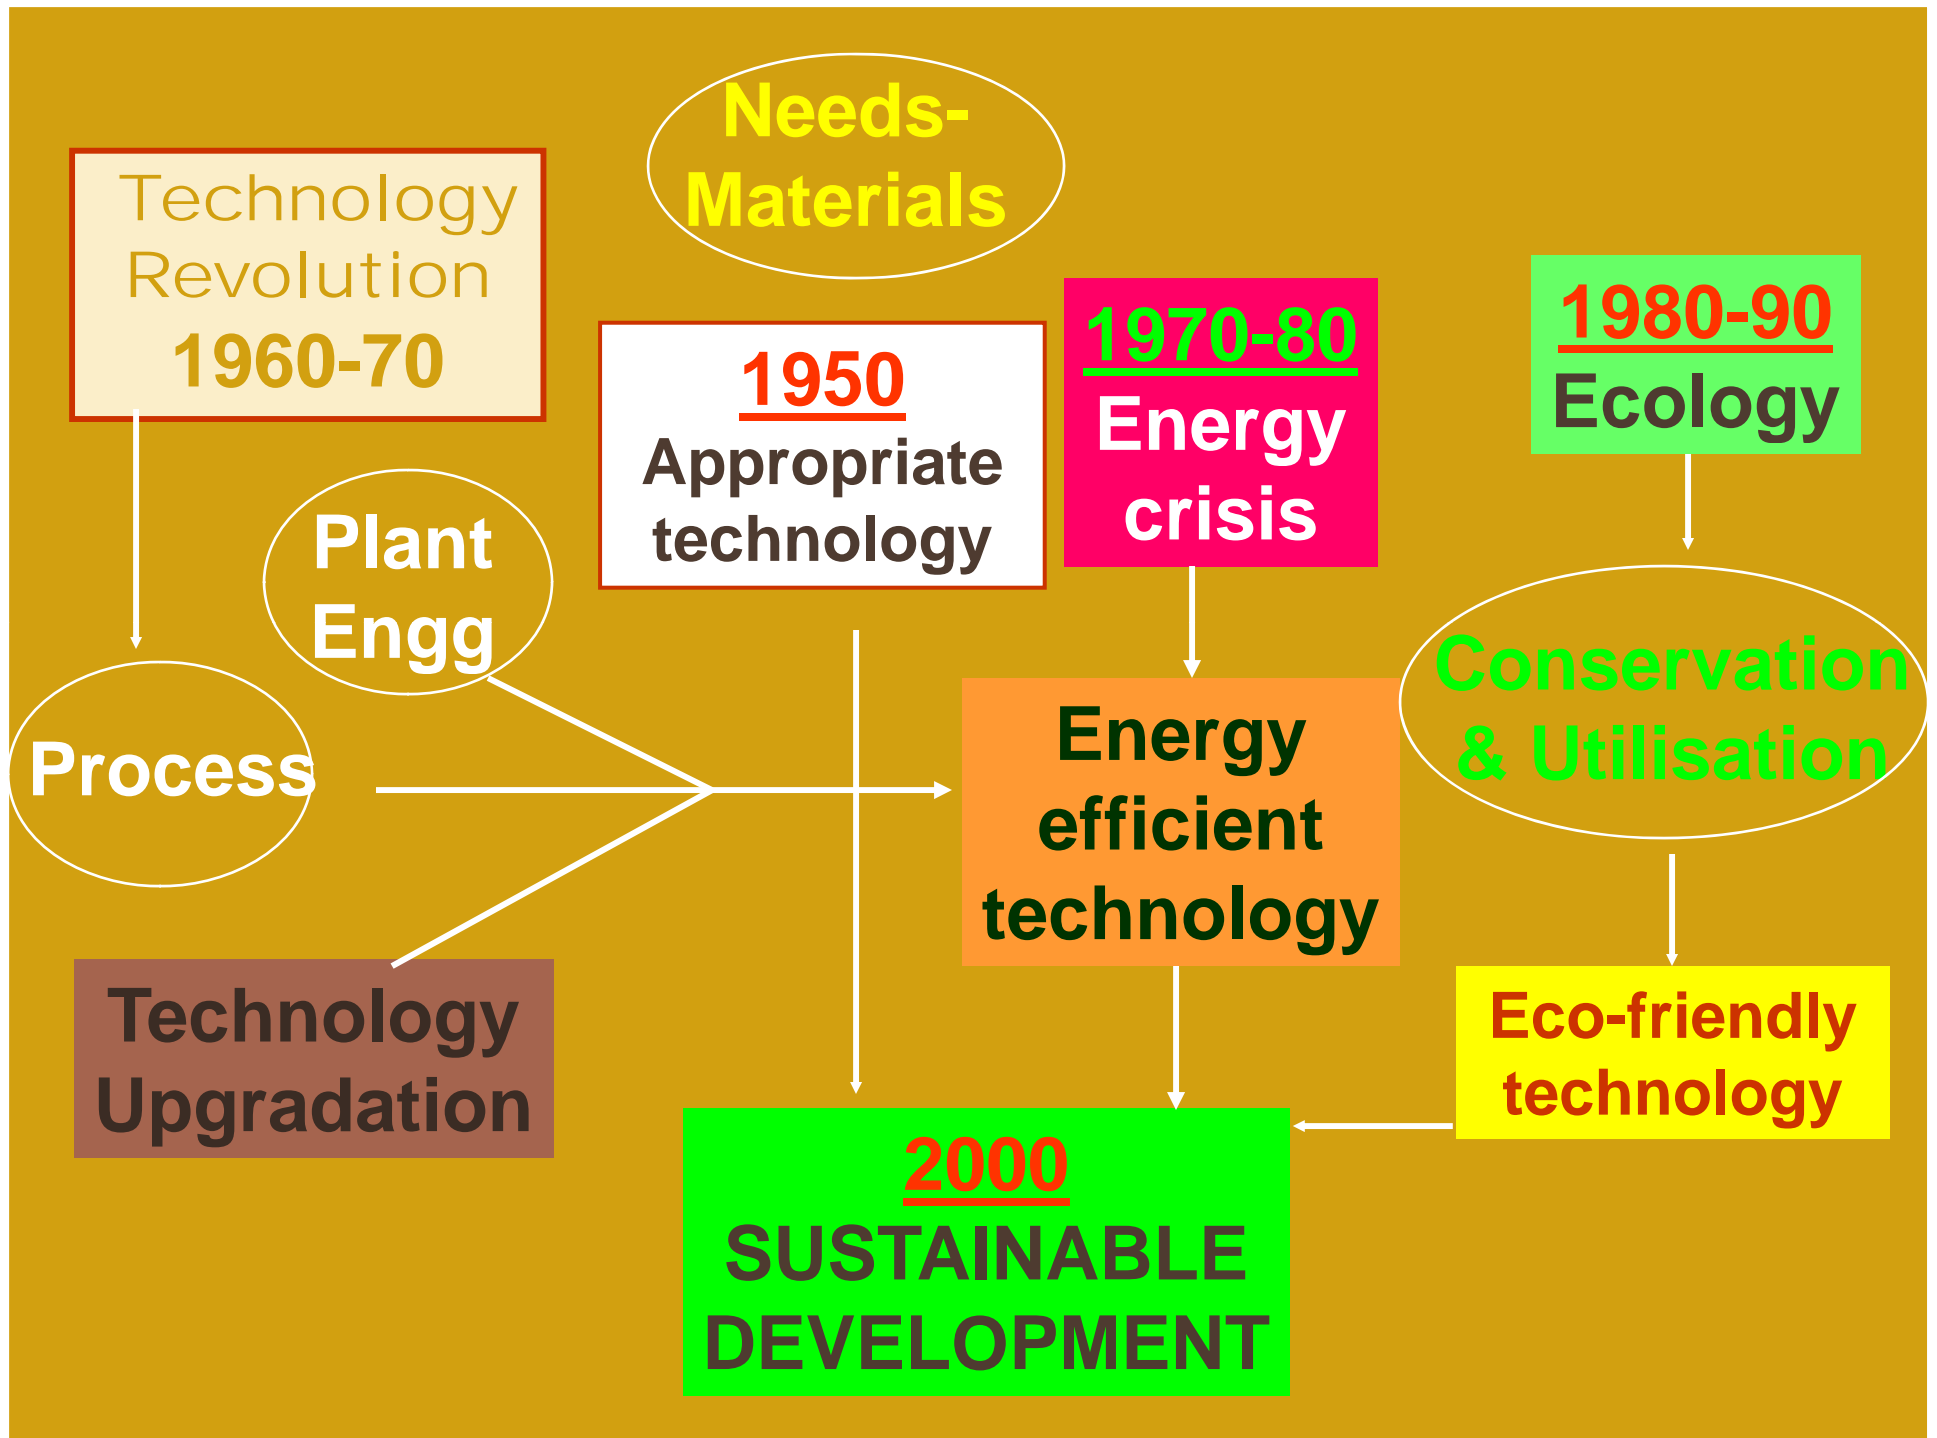 Needs-
Materials
Technology
Revolution
1960-70
1950
Appropriate
technology
1970-80
Energy
crisis
1980-90
Ecology
Plant
Engg
Process
Energy
efficient
technology
Conservation
& Utilisation
Technology
Upgradation
Eco-friendly
technology
2000
SUSTAINABLE
DEVELOPMENT